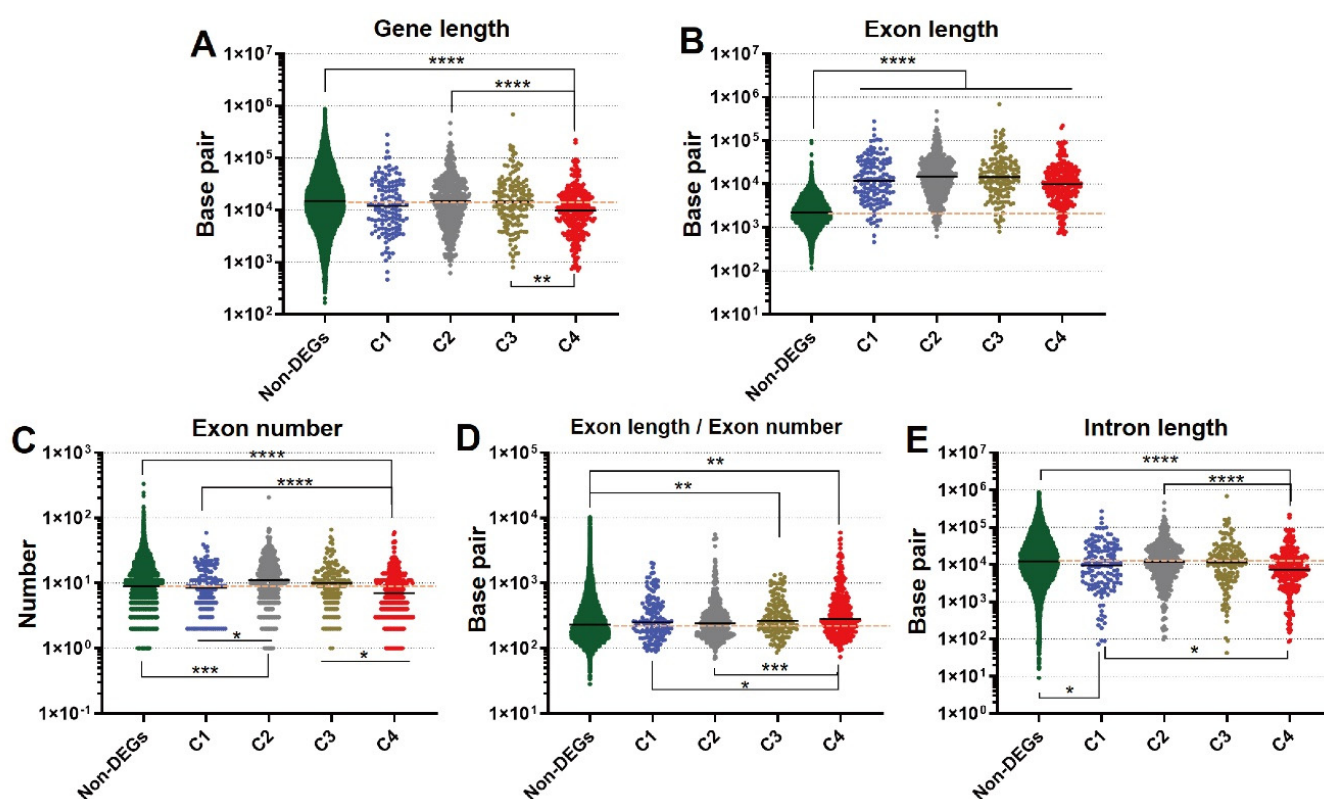 A
Gene length
Base pair
1×10⁷
1×10⁶
1×10⁵
1×10⁴
1×10³
1×10²
****
****
**
Non-DEGs
C1
C2
C3
C4
B
Exon length
Base pair
1×10⁷
1×10⁶
1×10⁵
1×10⁴
1×10³
1×10²
1×10¹
****
Non-DEGs
C1
C2
C3
C4
C
Exon number
Number
1×10³
1×10²
1×10¹
1×10⁰
1×10⁻¹
****
****
*
***
*
Non-DEGs
C1
C2
C3
C4
D
Exon length / Exon number
Base pair
1×10⁵
1×10⁴
1×10³
1×10²
1×10¹
**
**
***
*
Non-DEGs
C1
C2
C3
C4
E
Intron length
Base pair
1×10⁷
1×10⁶
1×10⁵
1×10⁴
1×10²
1×10¹
1×10⁰
****
****
*
*
Non-DEGs
C1
C2
C3
C4